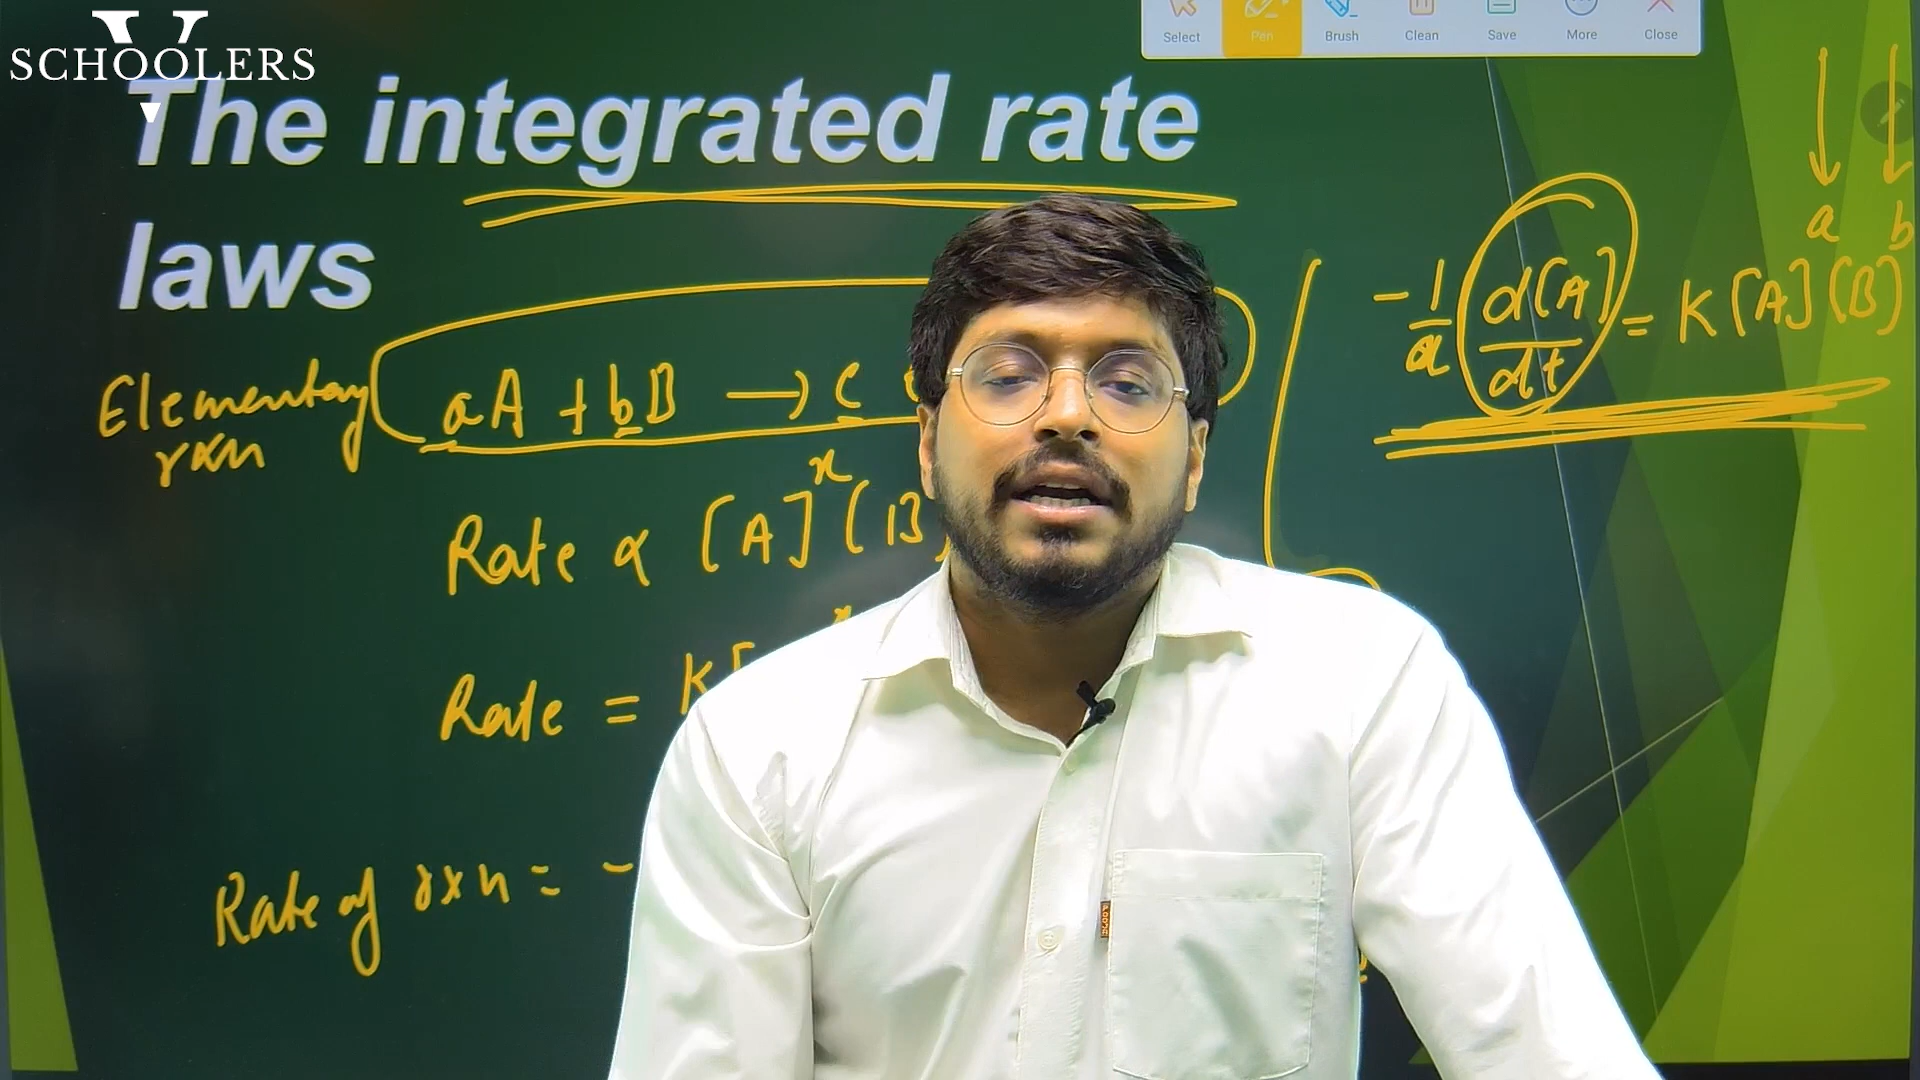 V
SCHOOLERS
Select Pen Brush Clean Save More Close
The integrated rate
laws
Elementary
rxn
aA + bB → c
Rate ∝ [A]^x [B
Rate = K[
Rate of rxn = -
-1/a d[A]/dt = K[A]^a [B]^b